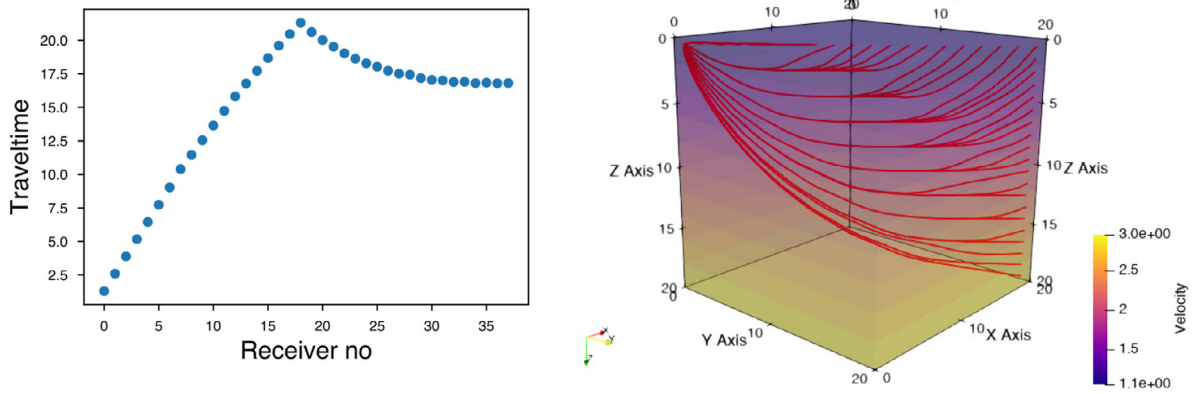 20.0
17.5
15.0
12.5
10.0
7.5
5.0
2.5
Traveltime
0 5 10 15 20 25 30 35
Receiver no
0 10 20 10 20
0 0
5 5
Z Axis 10 10 Z Axis
15 15
20 20
0 20
Y Axis 10 10 X Axis
20 0
X
Y
Z
3.0e+00
2.5
2
1.5
1.1e+00
Velocity